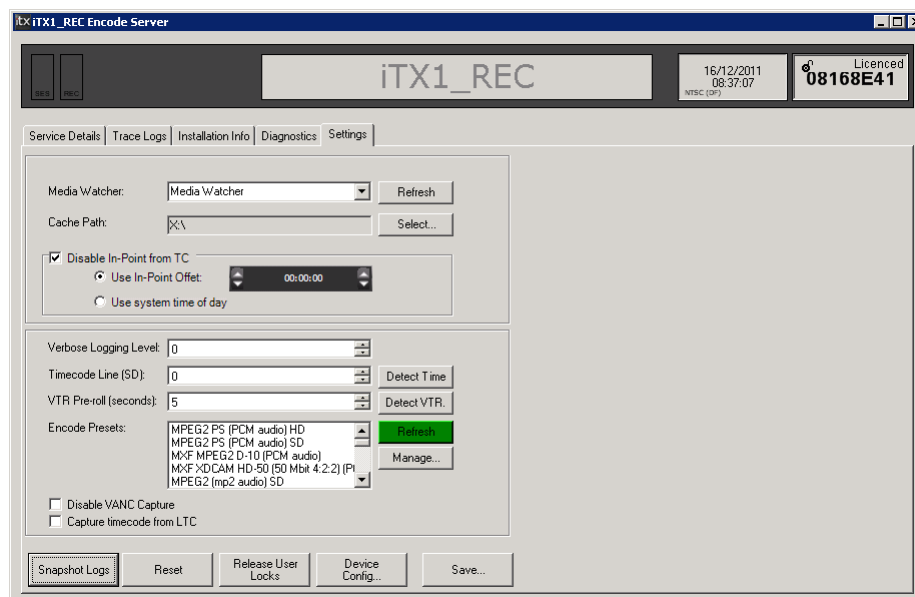 itx iTX1_REC Encode Server
SES REC
iTX1_REC
16/12/2011
08:37:07
NTSC (DF)
Licenced
08168E41
Service Details Trace Logs Installation Info Diagnostics Settings
Media Watcher: Media Watcher Refresh
Cache Path: X:\ Select...
Disable In-Point from TC
Use In-Point Offet: 00:00:00
Use system time of day
Verbose Logging Level: 0
Timecode Line (SD): 0 Detect Time
VTR Pre-roll (seconds): 5 Detect VTR.
Encode Presets: MPEG2 PS (PCM audio) HD Refresh
MPEG2 PS (PCM audio) SD
MXF MPEG2 D-10 (PCM audio) Manage...
MXF XDCAM HD-50 (50 Mbit 4:2:2) (P
MPEG2 (mp2 audio) SD
Disable VANC Capture
Capture timecode from LTC
Snapshot Logs Reset Release User Locks Device Config... Save...